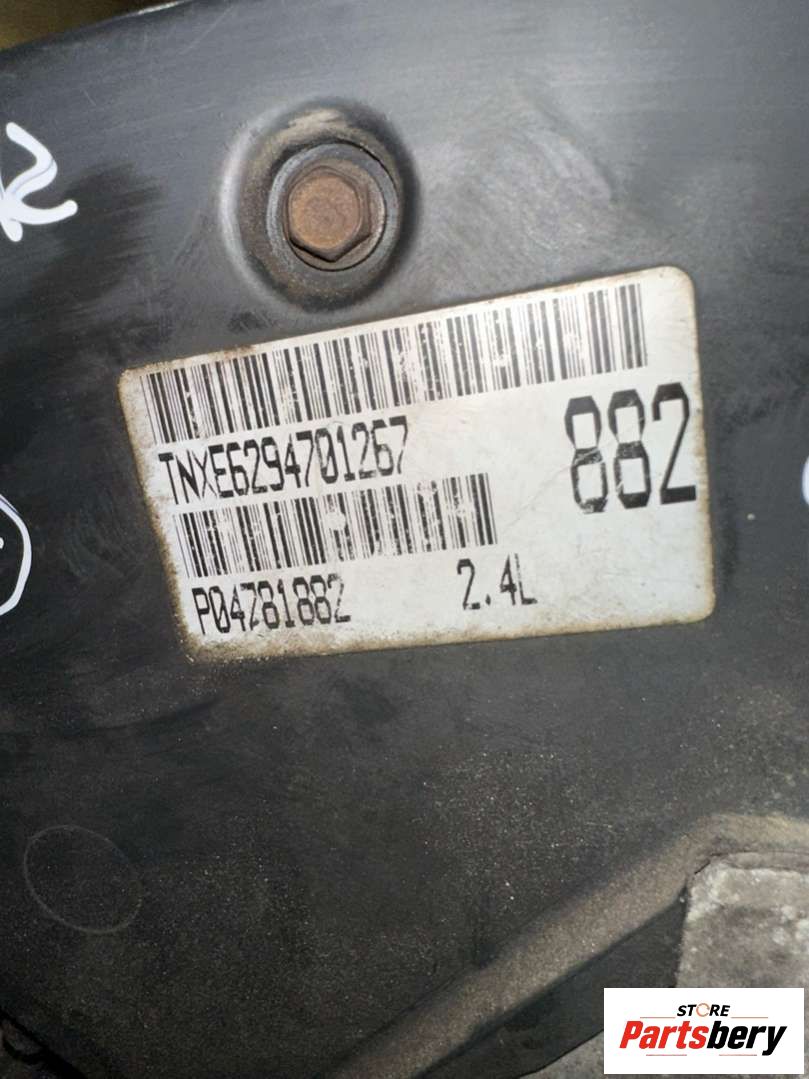 TNXE6294701267
882
P04781882 2.4L
STORE
Partsbery